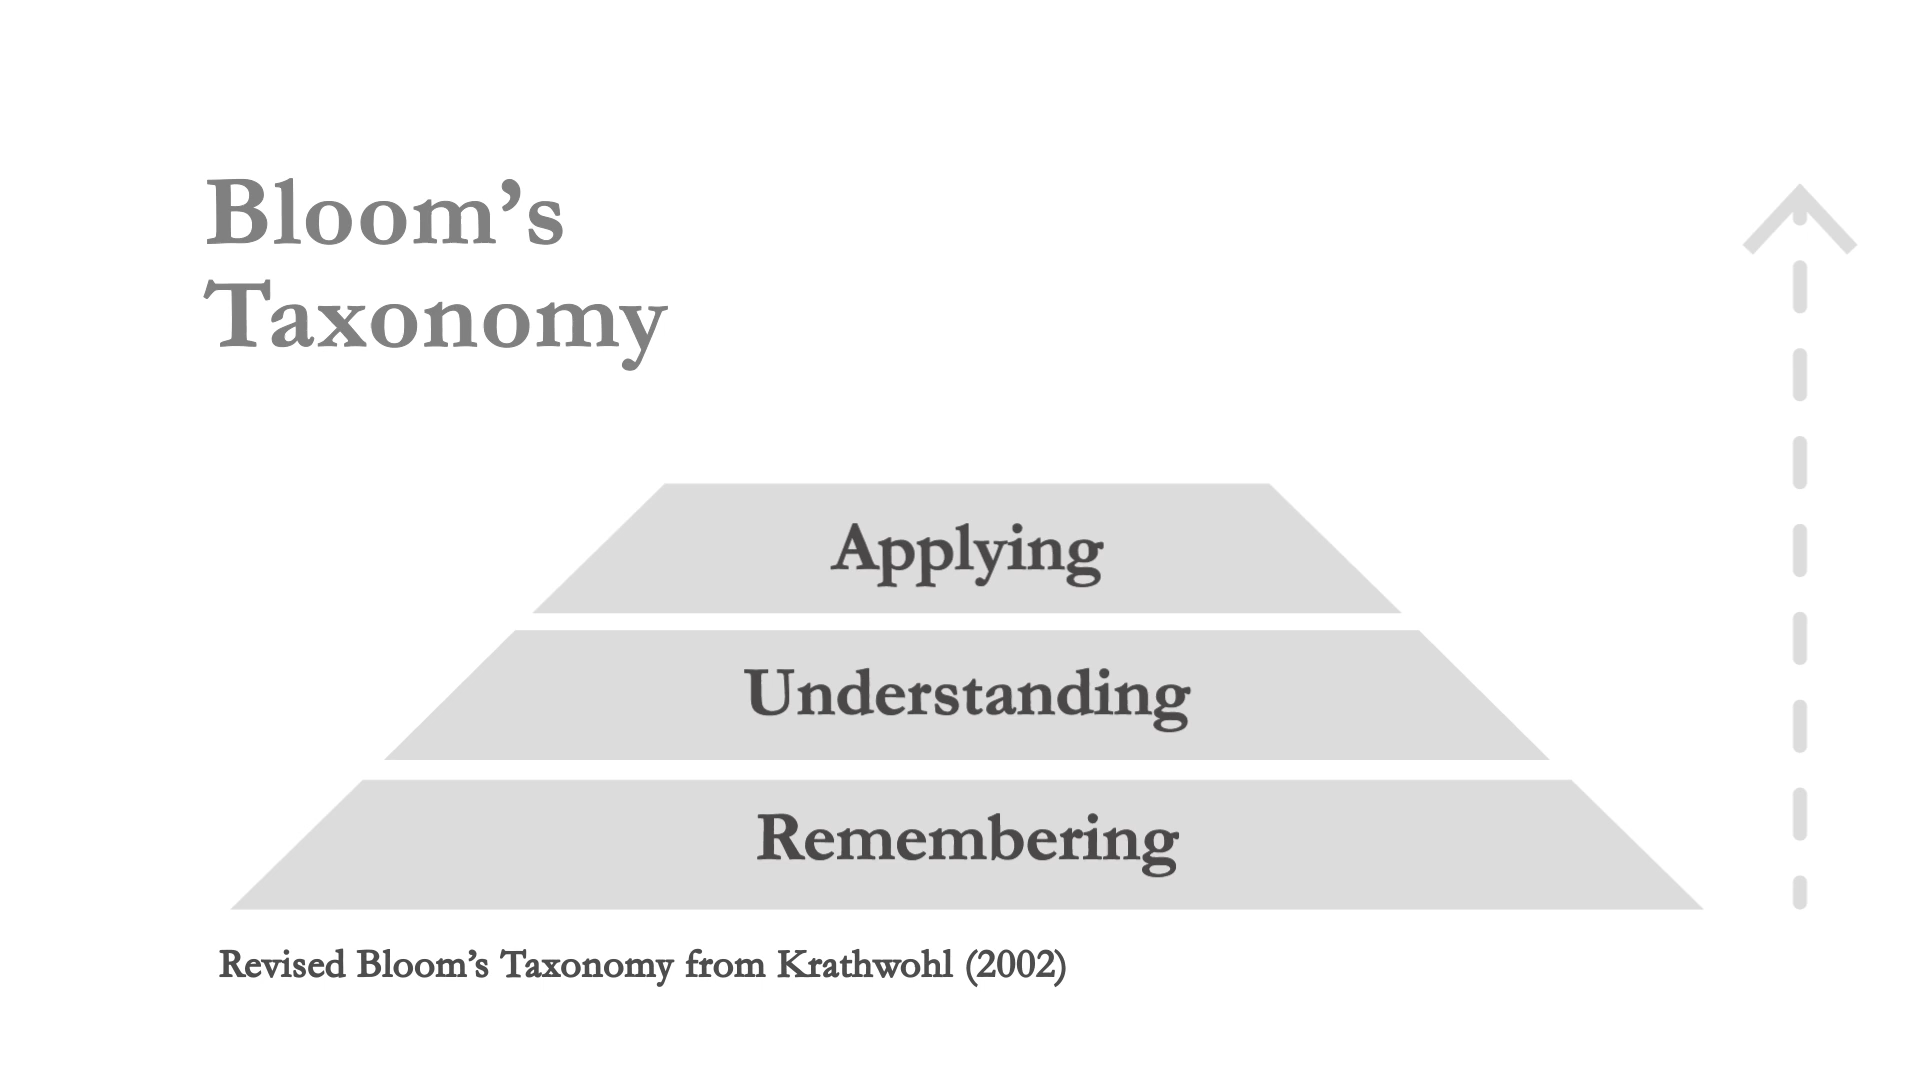 Bloom’s
Taxonomy
Applying
Understanding
Remembering
Revised Bloom’s Taxonomy from Krathwohl (2002)